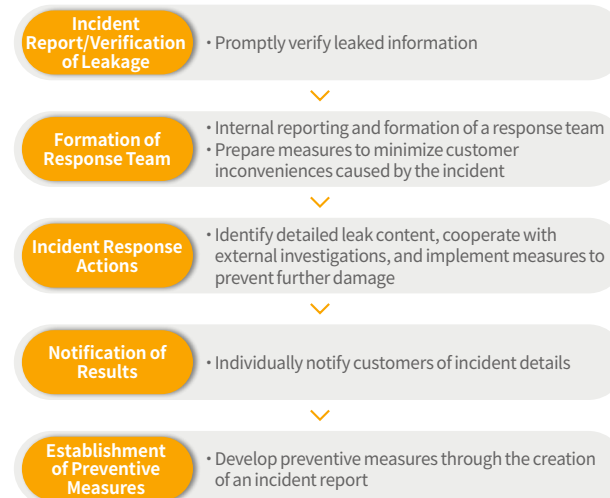 Incident
Report/Verification
of Leakage
• Promptly verify leaked information
Formation of
Response Team
• Internal reporting and formation of a response team
• Prepare measures to minimize customer
inconveniences caused by the incident
Incident Response
Actions
• Identify detailed leak content, cooperate with
external investigations, and implement measures to
prevent further damage
Notification of
Results
• Individually notify customers of incident details
Establishment
of Preventive
Measures
• Develop preventive measures through the creation
of an incident report